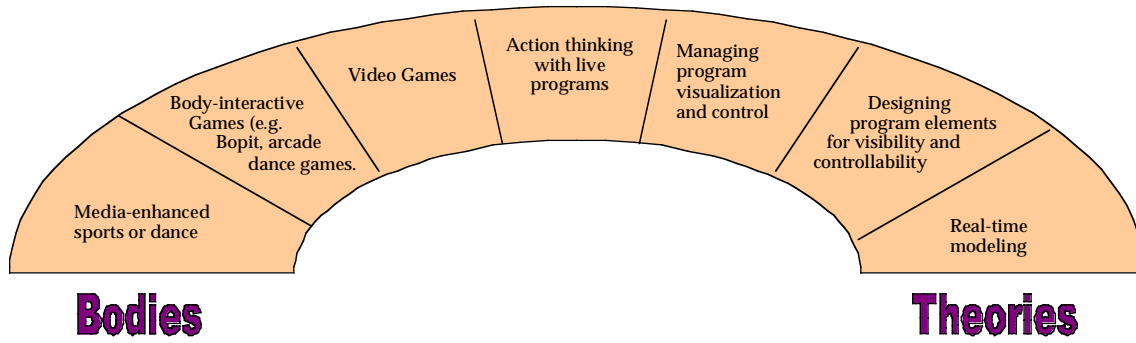 Media-enhanced
sports or dance
Body-interactive
Games (e.g.
Bopit, arcade
dance games.
Video Games
Action thinking
with live
programs
Managing
program
visualization
and control
Designing
program elements
for visibility and
controllability
Real-time
modeling
Bodies
Theories